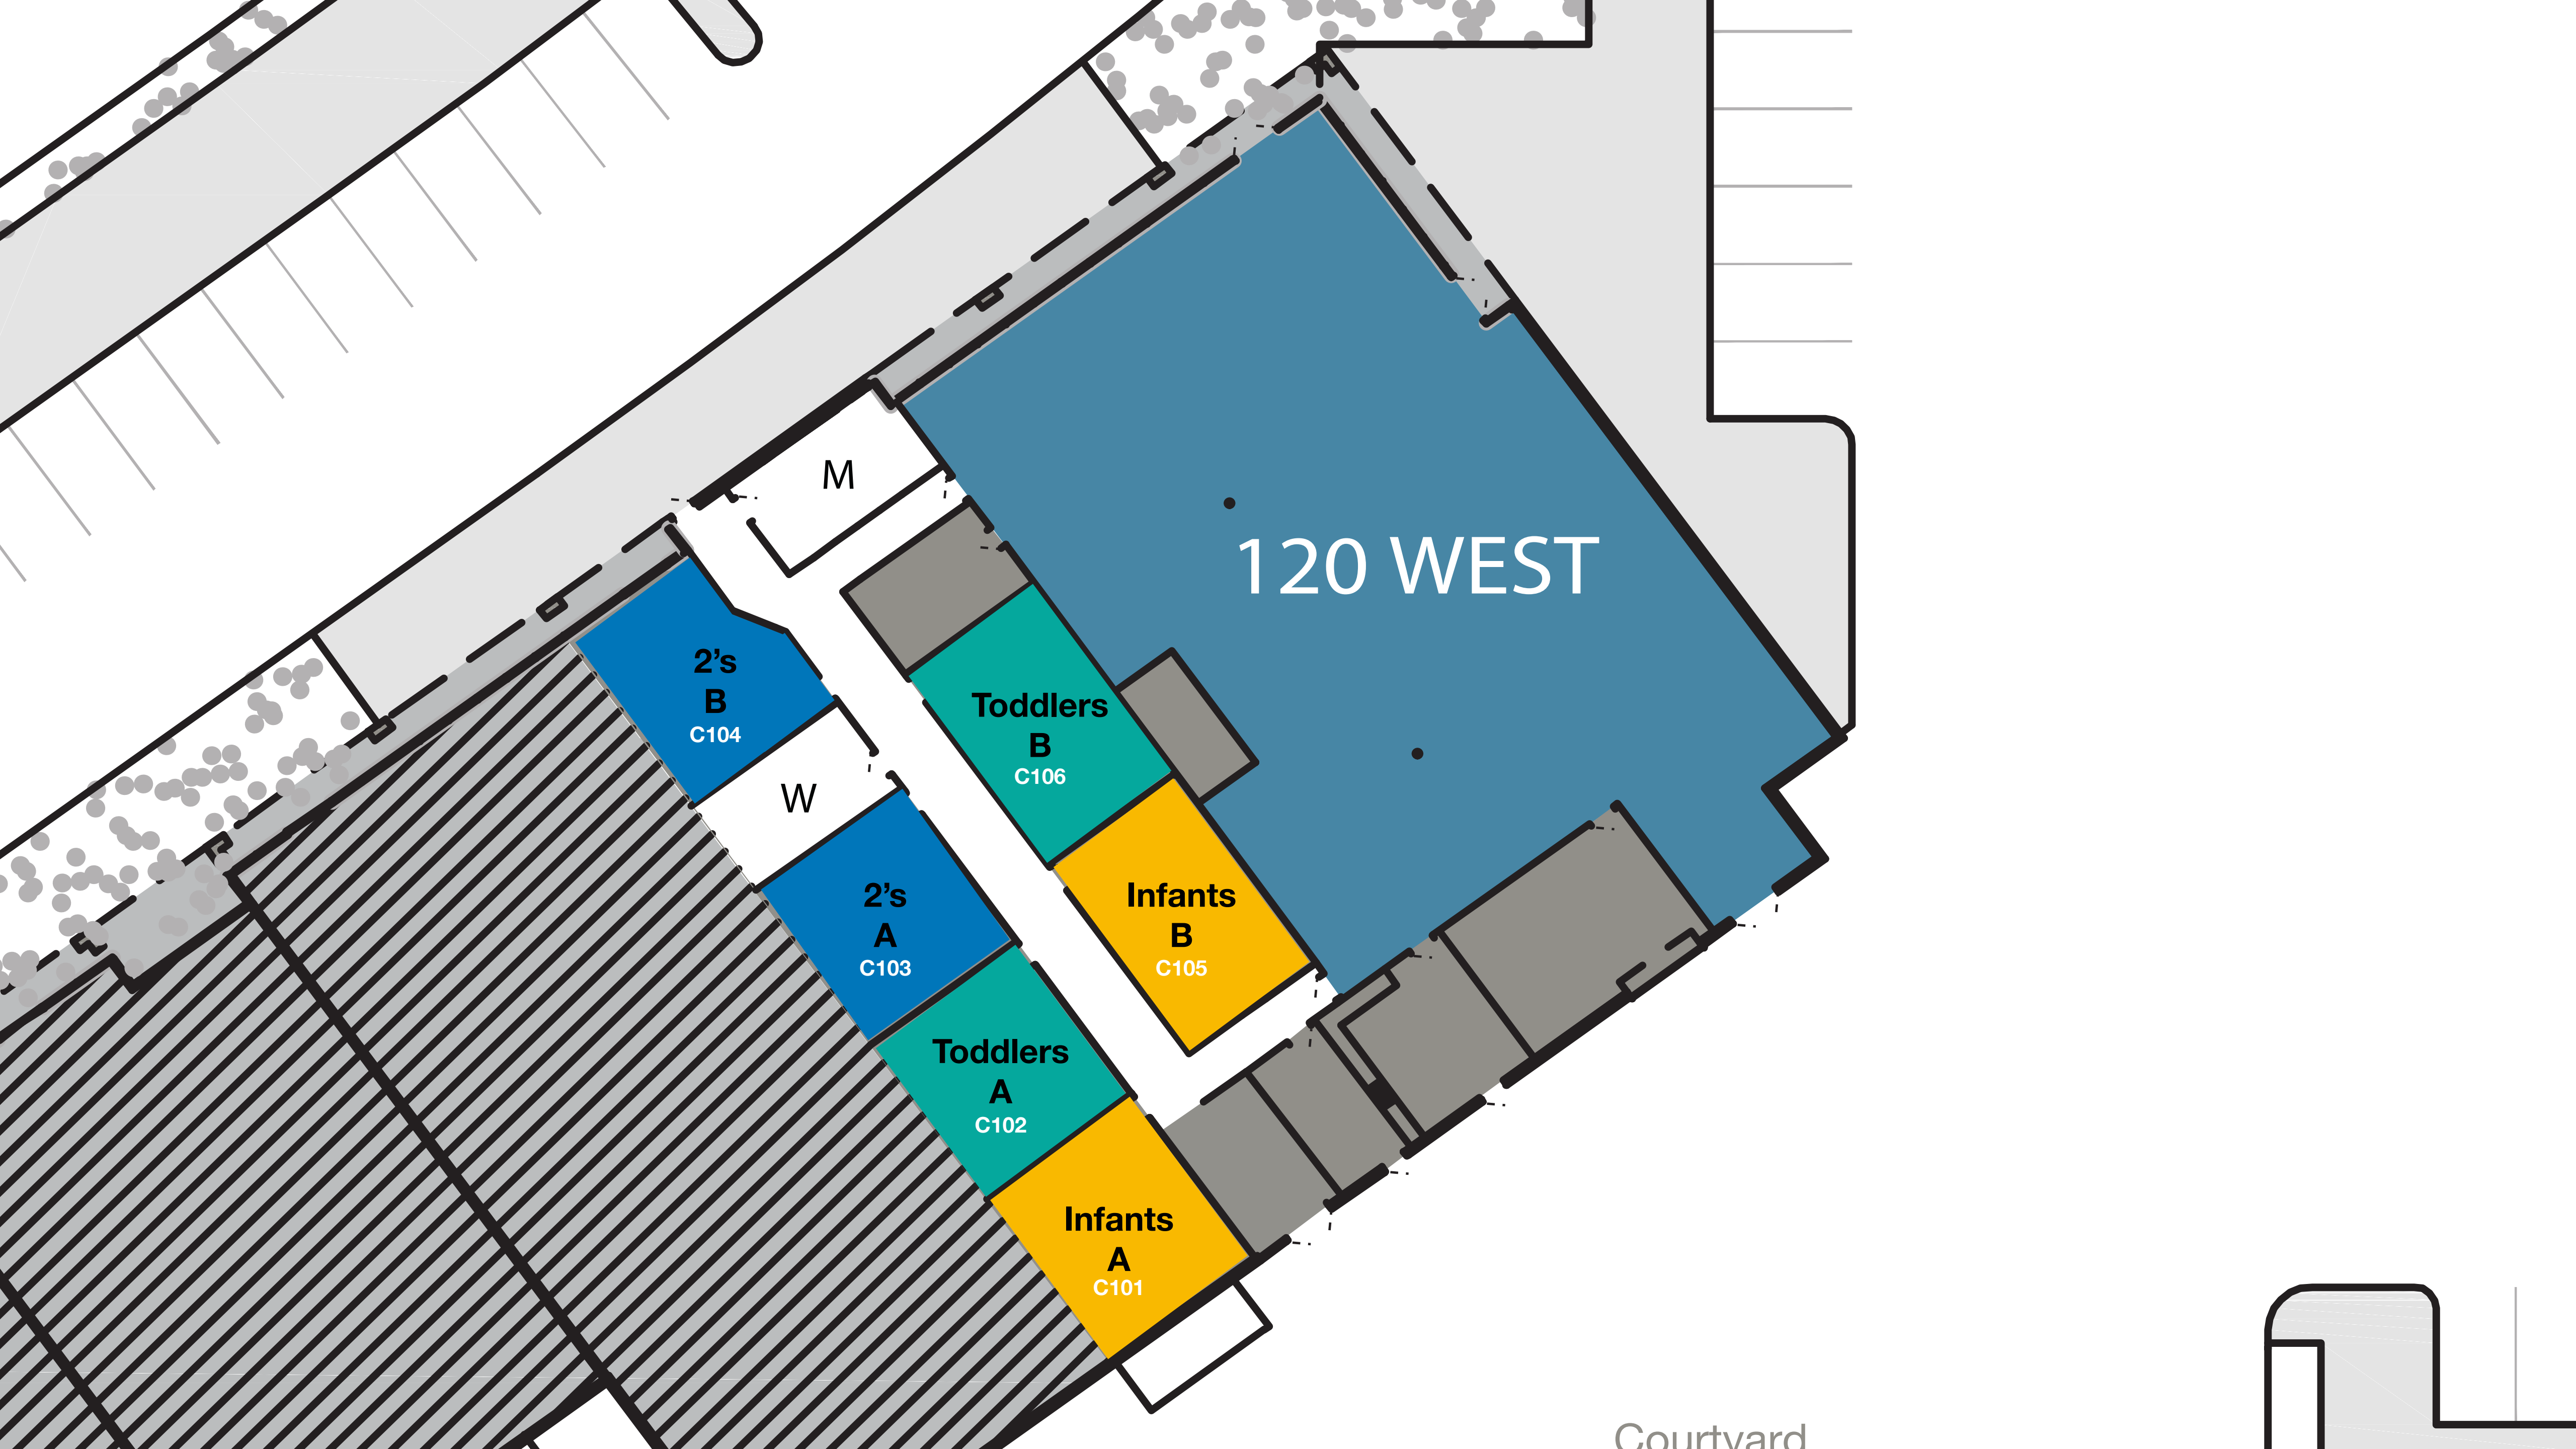 M
120 WEST
2’s
B
C104
Toddlers
B
C106
W
2’s
A
C103
Infants
B
C105
Toddlers
A
C102
Infants
A
C101
Courtyard